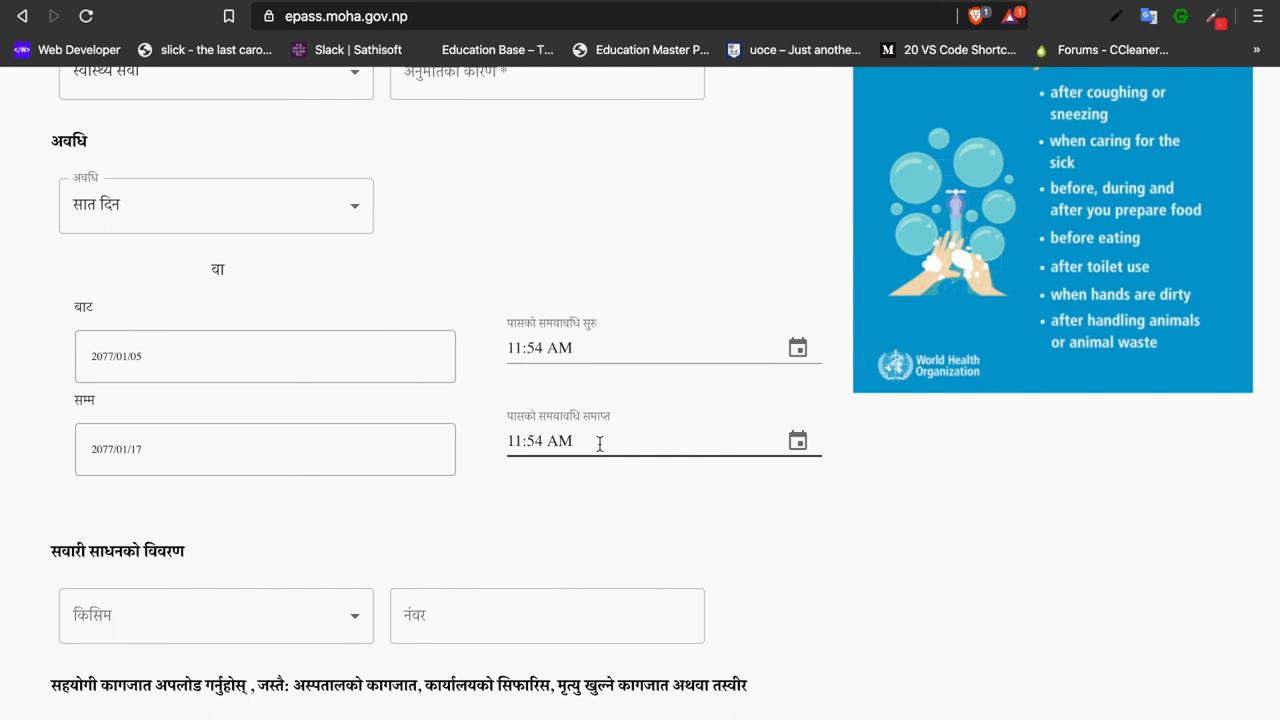 epass.moha.gov.np
1
1
Web Developer
slick - the last caro...
Slack | Sathisoft
Education Base – T...
Education Master P...
uoce – Just anothe...
20 VS Code Shortc...
Forums - CCleaner...
»
स्वास्थ्य सेवा
अनुमतिको कारण *
अवधि
अवधि
सात दिन
वा
बाट
2077/01/05
पासको समयावधि सुरु
11:54 AM
सम्म
2077/01/17
पासको समयावधि समाप्त
11:54 AM
सवारी साधनको विवरण
किसिम
नंवर
सहयोगी कागजात अपलोड गर्नुहोस् , जस्तै: अस्पतालको कागजात, कार्यालयको सिफारिस, मृत्यु खुल्ने कागजात अथवा तस्वीर
• after coughing or
sneezing
• when caring for the
sick
• before, during and
after you prepare food
• before eating
• after toilet use
• when hands are dirty
• after handling animals
or animal waste
World Health
Organization